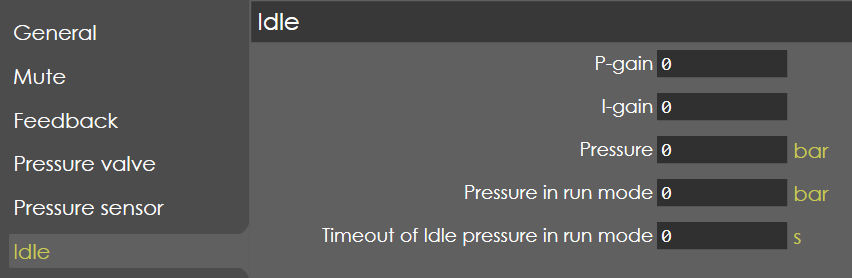 General
Mute
Feedback
Pressure valve
Pressure sensor
Idle
Idle
P-gain 0
I-gain 0
Pressure 0 bar
Pressure in run mode 0 bar
Timeout of Idle pressure in run mode 0 s